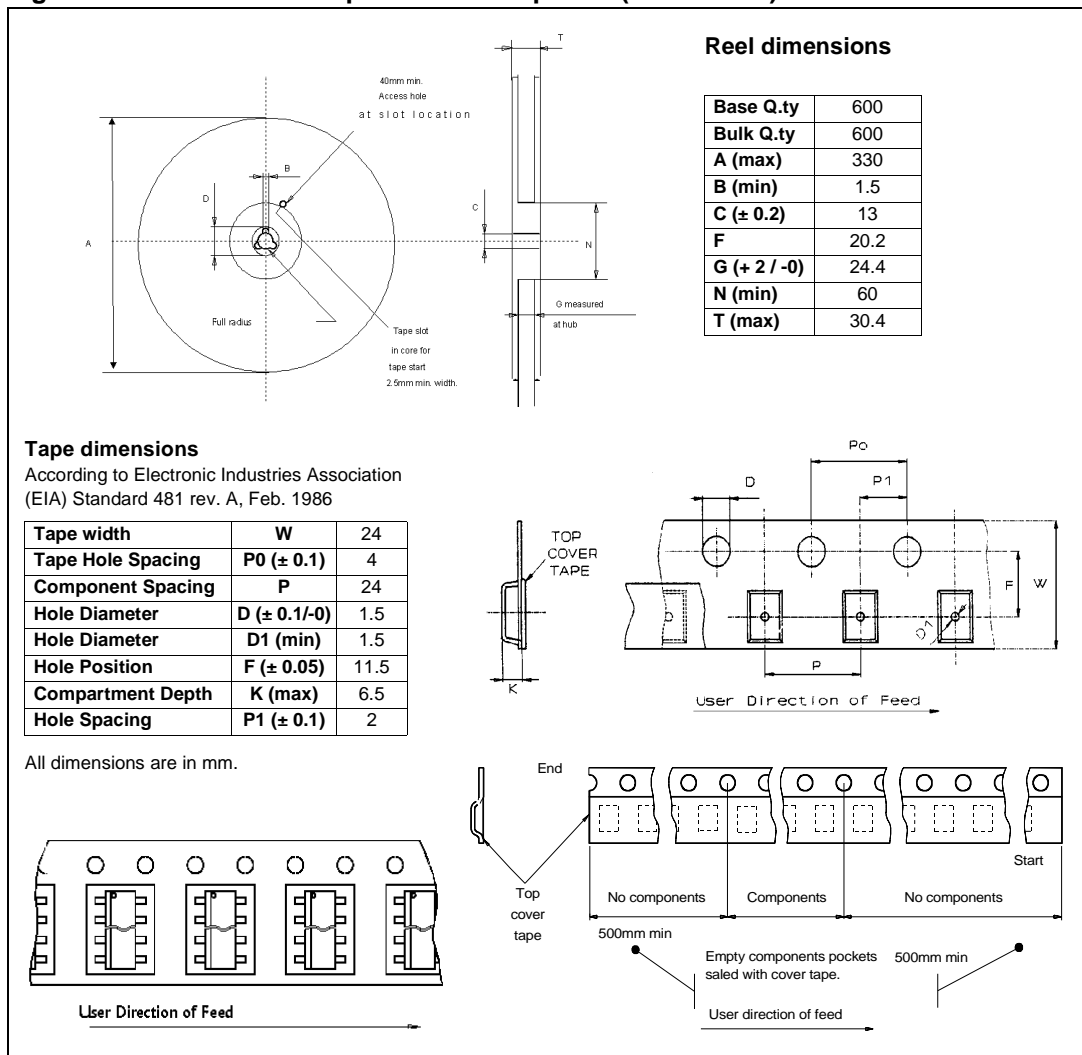 T
Reel dimensions
40mm min.
Access hole
at slot location
B
D
C
A
N
Full radius
G measured
at hub
Tape slot
in core for
tape start
2.5mm min. width.
Base Q.ty 600
Bulk Q.ty 600
A (max) 330
B (min) 1.5
C (± 0.2) 13
F 20.2
G (+ 2 / -0) 24.4
N (min) 60
T (max) 30.4
Tape dimensions
According to Electronic Industries Association
(EIA) Standard 481 rev. A, Feb. 1986
Tape width W 24
Tape Hole Spacing P0 (± 0.1) 4
Component Spacing P 24
Hole Diameter D (± 0.1/-0) 1.5
Hole Diameter D1 (min) 1.5
Hole Position F (± 0.05) 11.5
Compartment Depth K (max) 6.5
Hole Spacing P1 (± 0.1) 2
All dimensions are in mm.
Po
D
P1
TOP
COVER
TAPE
F
W
D1
P
K
User Direction of Feed
End
Start
Top
cover
tape
No components
Components
No components
500mm min
Empty components pockets
saled with cover tape.
500mm min
User direction of feed
User Direction of Feed